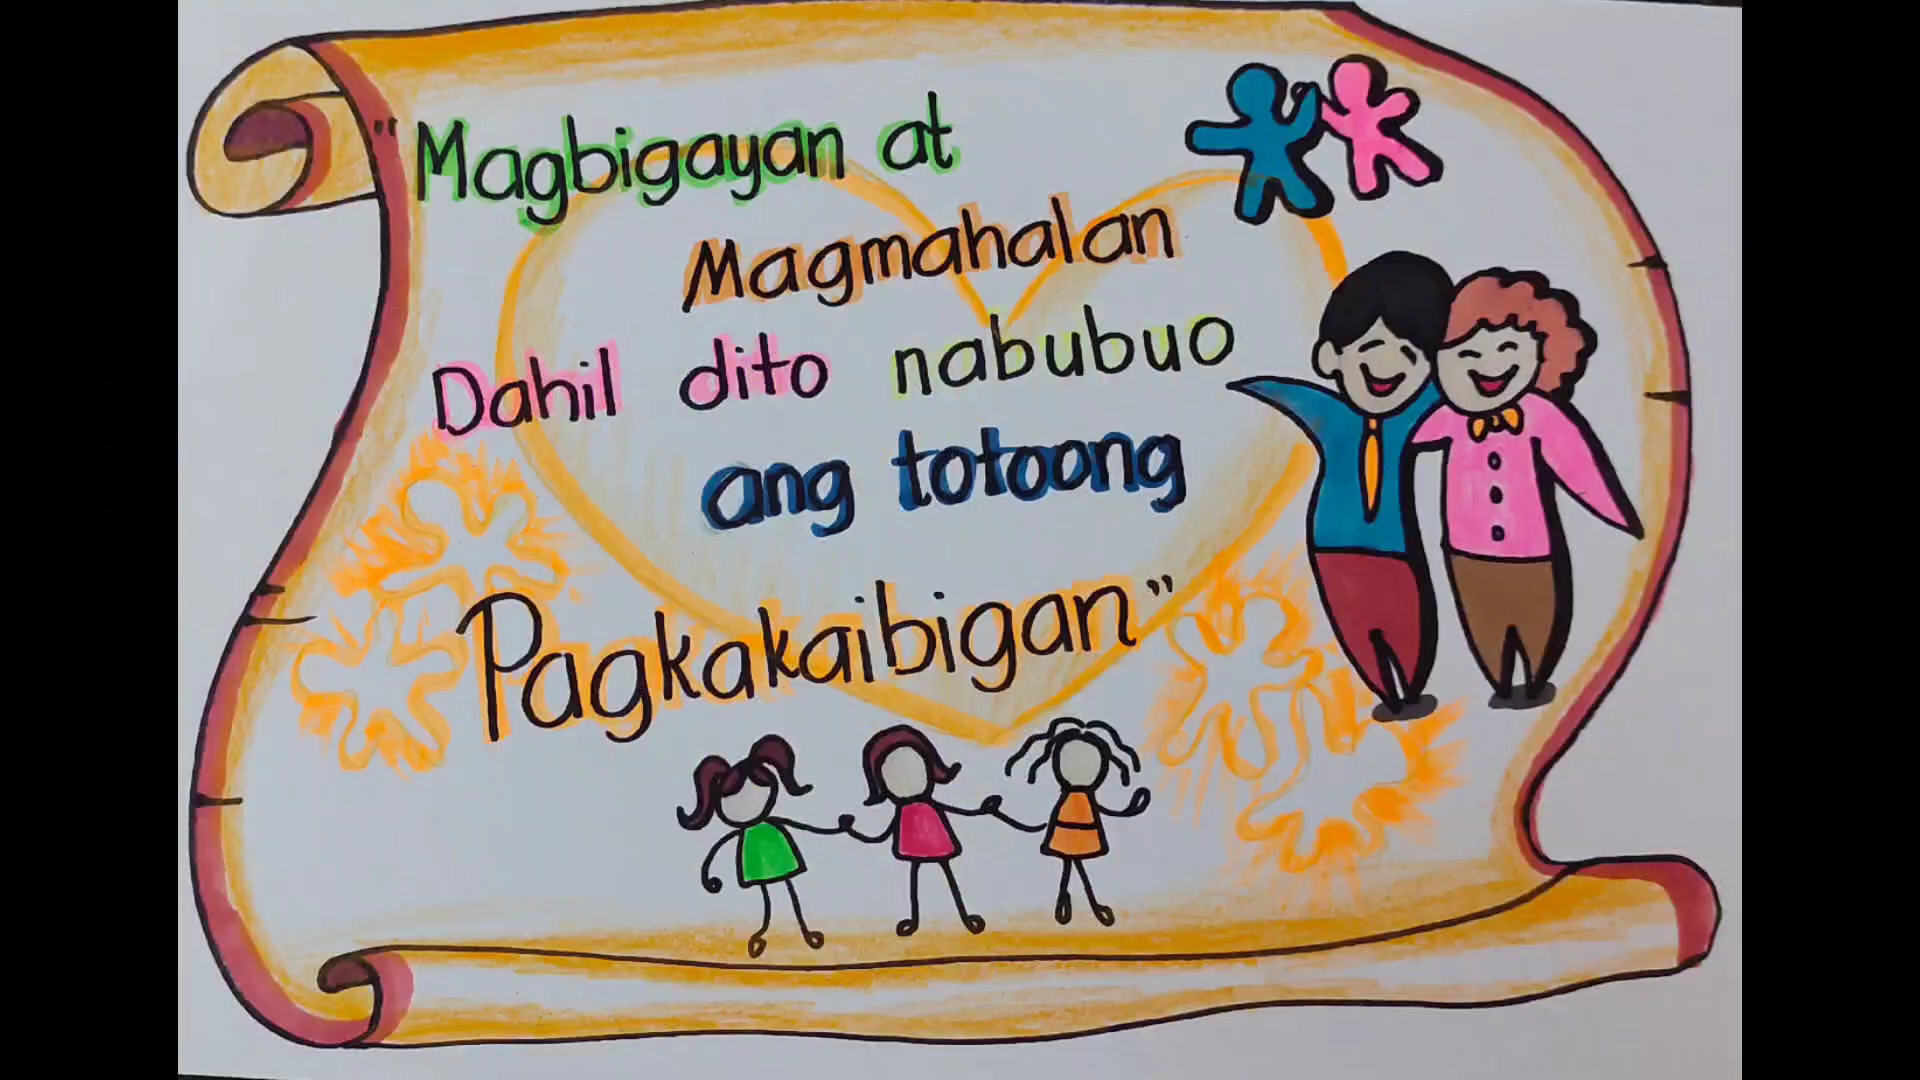 "Magbigayan at
Magmahalan
Dahil dito nabubuo
ang totoong
Pagkakaibigan"